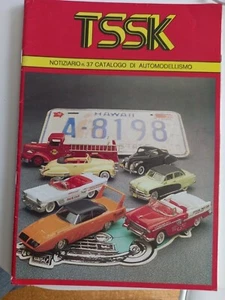 TSSK
NOTIZIARIO n. 37 CATALOGO DI AUTOMODELLISMO
HAWAII
A-8198